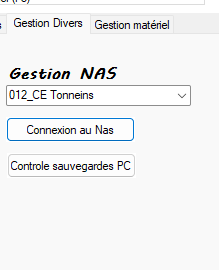 Gestion Divers
Gestion matériel
Gestion NAS
012_CE Tonneins
Connexion au Nas
Controle sauvegardes PC